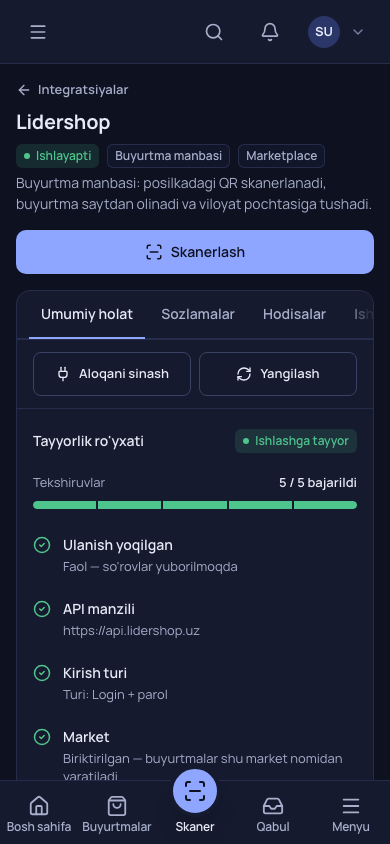 SU
Integratsiyalar
Lidershop
Ishlayapti Buyurtma manbasi Marketplace
Buyurtma manbasi: posilkadagi QR skanerlanadi,
buyurtma saytdan olinadi va viloyat pochtasiga tushadi.
Skanerlash
Umumiy holat Sozlamalar Hodisalar Ish
Aloqani sinash Yangilash
Tayyorlik ro'yxati Ishlashga tayyor
Tekshiruvlar 5 / 5 bajarildi
Ulanish yoqilgan
Faol — so'rovlar yuborilmoqda
API manzili
https://api.lidershop.uz
Kirish turi
Turi: Login + parol
Market
Biriktirilgan — buyurtmalar shu market nomidan
yaratiladi
Bosh sahifa Buyurtmalar Skaner Qabul Menyu